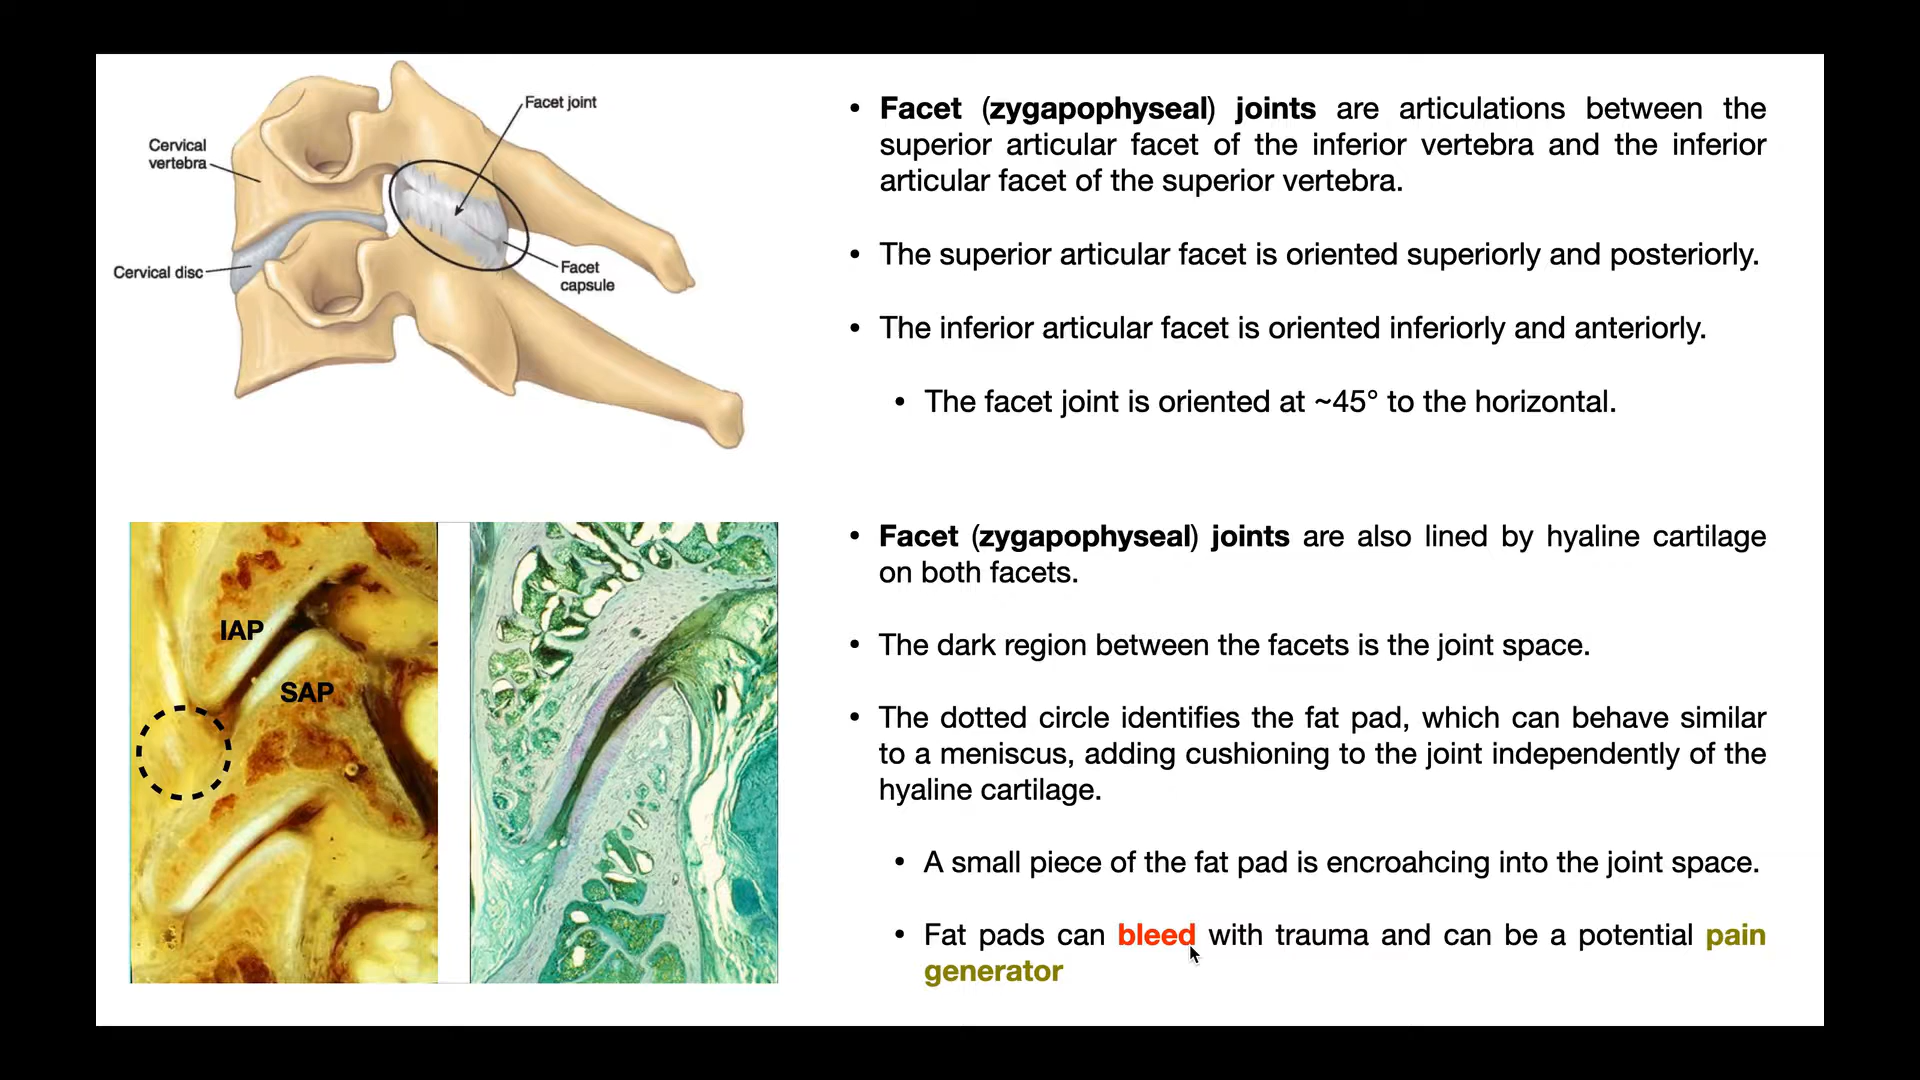 Facet joint
Cervical
vertebra
Cervical disc
Facet
capsule
• Facet (zygapophyseal) joints are articulations between the
superior articular facet of the inferior vertebra and the inferior
articular facet of the superior vertebra.
• The superior articular facet is oriented superiorly and posteriorly.
• The inferior articular facet is oriented inferiorly and anteriorly.
• The facet joint is oriented at ~45° to the horizontal.
IAP
SAP
• Facet (zygapophyseal) joints are also lined by hyaline cartilage
on both facets.
• The dark region between the facets is the joint space.
• The dotted circle identifies the fat pad, which can behave similar
to a meniscus, adding cushioning to the joint independently of the
hyaline cartilage.
• A small piece of the fat pad is encroahcing into the joint space.
• Fat pads can bleed with trauma and can be a potential pain
generator